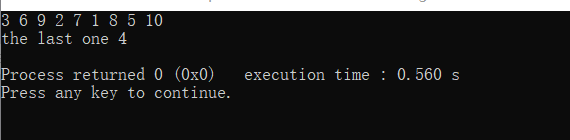 3 6 9 2 7 1 8 5 10
the last one 4
Process returned 0 (0x0)   execution time : 0.560 s
Press any key to continue.